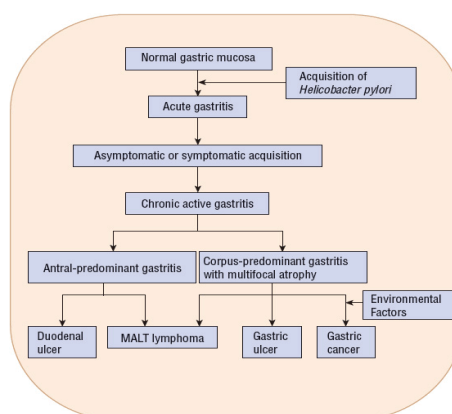 Normal gastric mucosa
Acquisition of
Helicobacter pylori
Acute gastritis
Asymptomatic or symptomatic acquisition
Chronic active gastritis
Antral-predominant gastritis
Corpus-predominant gastritis
with multifocal atrophy
Environmental
Factors
Duodenal
ulcer
MALT lymphoma
Gastric
ulcer
Gastric
cancer